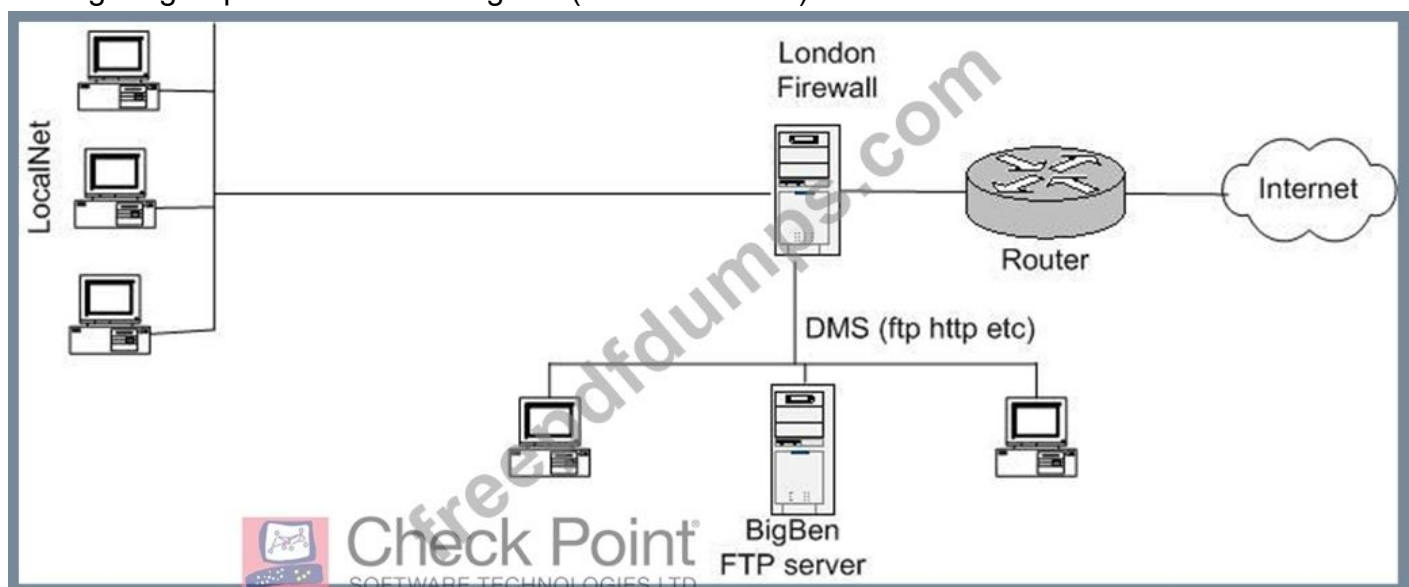 London
Firewall
LocalNet
Internet
Router
DMS (ftp http etc)
BigBen
FTP server
Check Point
SOFTWARE TECHNOLOGIES LTD
freepdfdumps.com